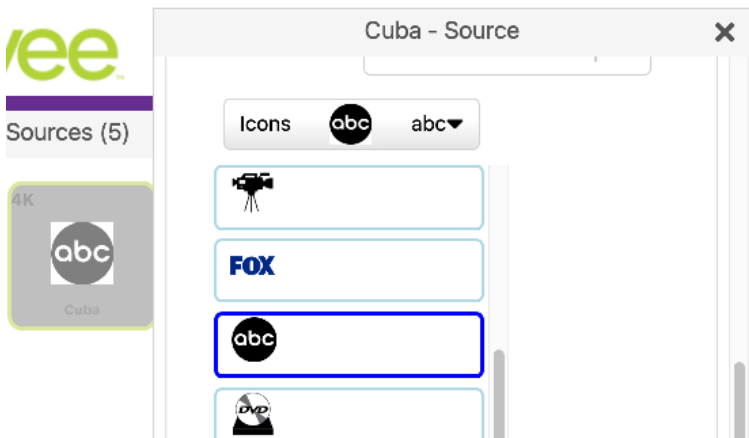 vee
Cuba - Source
Sources (5)
Icons abc abc
4K
abc
Cuba
FOX
abc
DVD